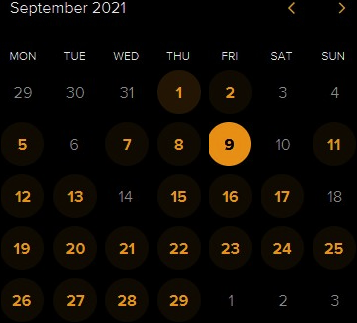 September 2021
MON TUE WED THU FRI SAT SUN
29 30 31 1 2 3 4
5 6 7 8 9 10 11
12 13 14 15 16 17 18
19 20 21 22 23 24 25
26 27 28 29 1 2 3